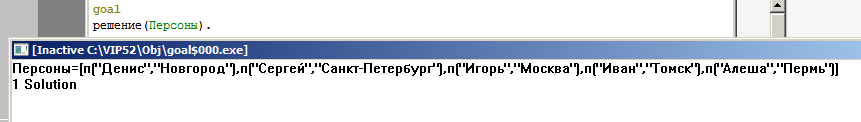 goal
решение(Персоны).
[Inactive C:\VIP52\Obj\goal$000.exe]
Персоны=[п("Денис","Новгород"),п("Сергей","Санкт-Петербург"),п("Игорь","Москва"),п("Иван","Томск"),п("Алеша","Пермь")]
1 Solution